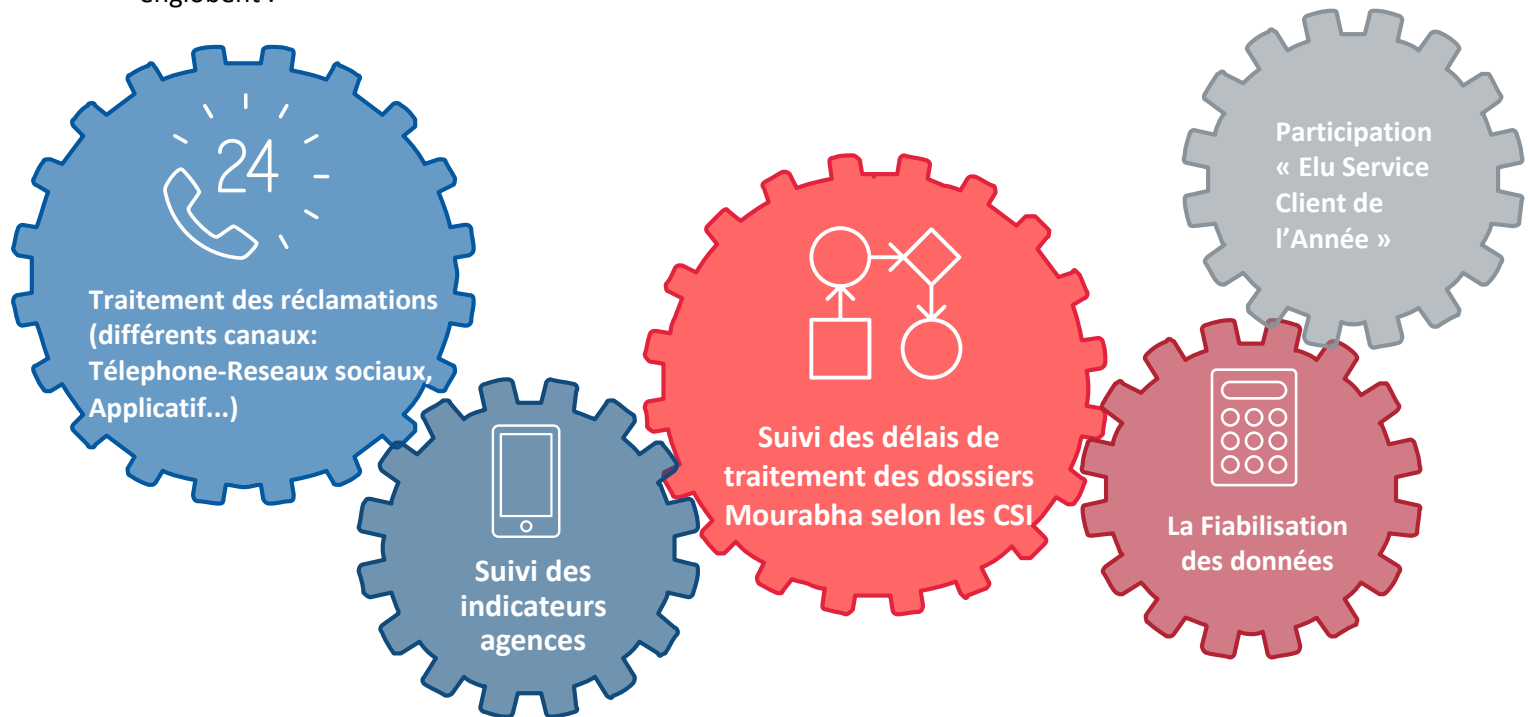 englobent :
24
Traitement des réclamations
(différents canaux:
Télephone-Reseaux sociaux,
Applicatif...)
Suivi des
indicateurs
agences
Suivi des délais de
traitement des dossiers
Mourabha selon les CSI
La Fiabilisation
des données
Participation
« Elu Service
Client de
l’Année »